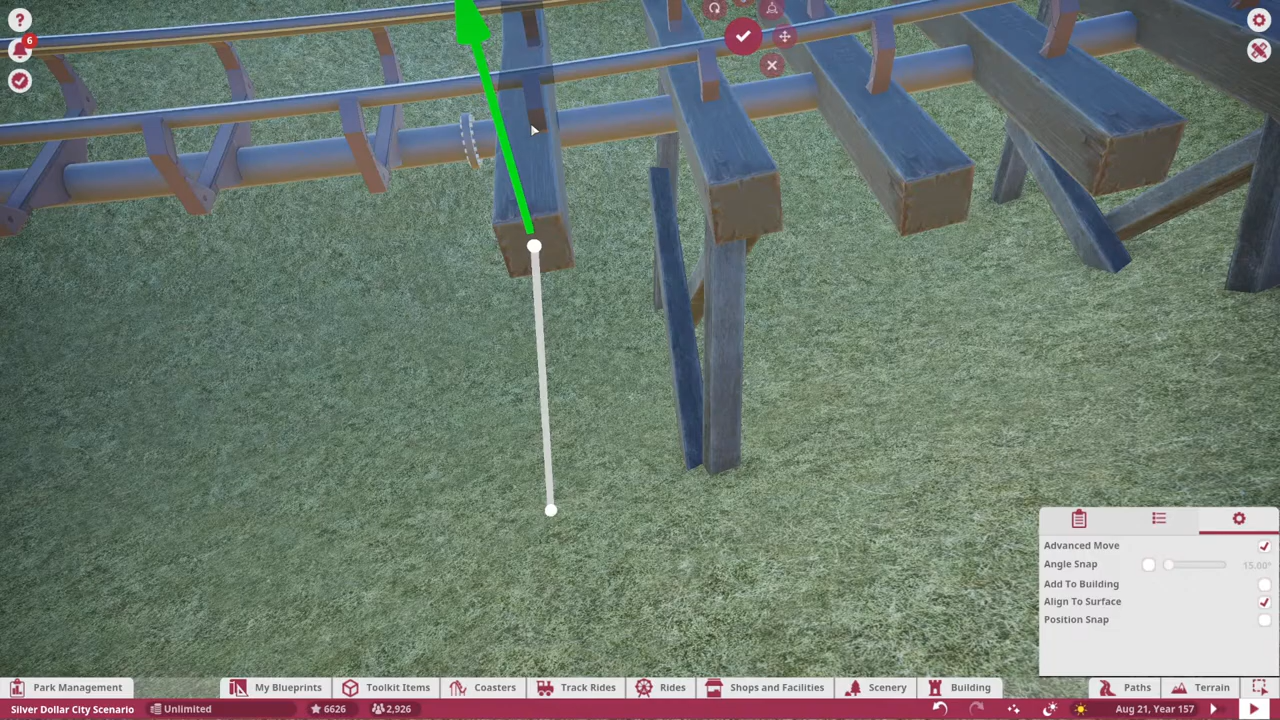 ?
6
Advanced Move
Angle Snap 15.00°
Add To Building
Align To Surface
Position Snap
Park Management My Blueprints Toolkit Items Coasters Track Rides Rides Shops and Facilities Scenery Building Paths Terrain
Silver Dollar City Scenario Unlimited 6626 2,926 Aug 21, Year 157